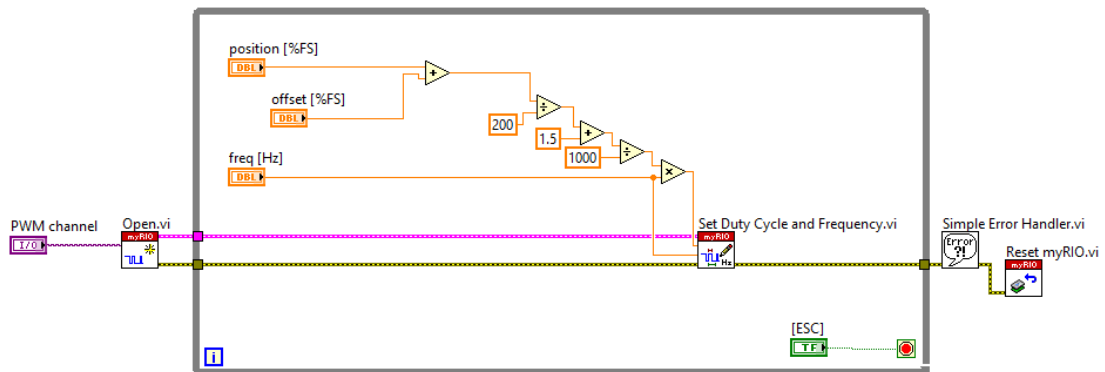 position [%FS]
DBL
+
offset [%FS]
DBL
÷
200
+
1.5
÷
1000
freq [Hz]
DBL
×
PWM channel
I/O
Open.vi
myRIO
Set Duty Cycle and Frequency.vi
myRIO
Hz
Simple Error Handler.vi
Error
?!
Reset myRIO.vi
myRIO
[ESC]
TF
i